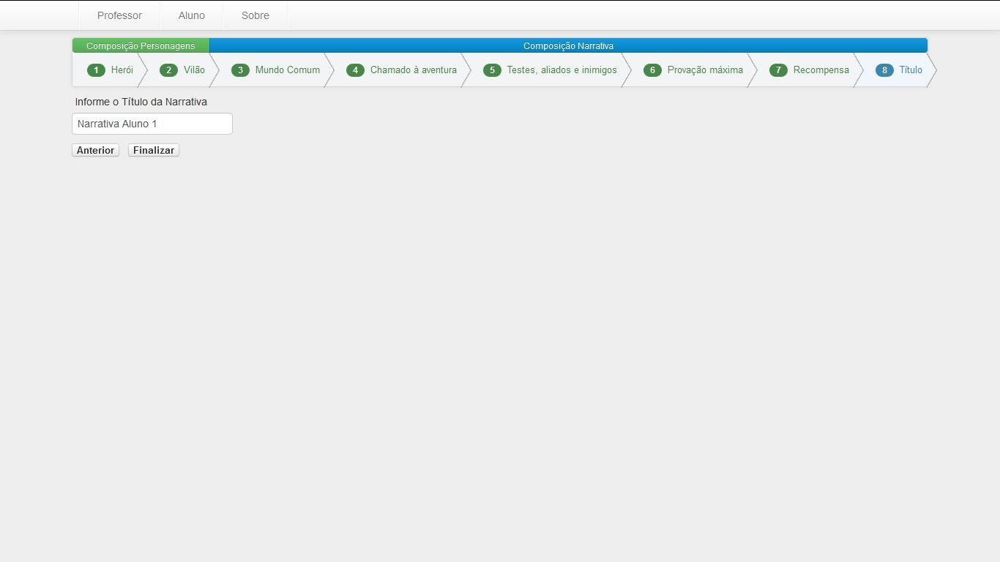 Professor Aluno Sobre
Composição Personagens Composição Narrativa
1 Herói 2 Vilão 3 Mundo Comum 4 Chamado à aventura 5 Testes, aliados e inimigos 6 Provação máxima 7 Recompensa 8 Título
Informe o Título da Narrativa
Narrativa Aluno 1
Anterior Finalizar